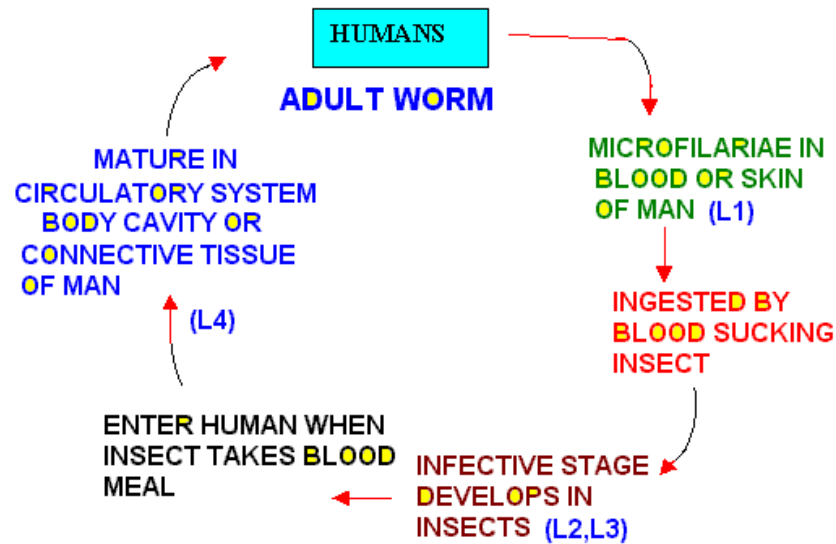 HUMANS
ADULT WORM
MICROFILARIAE IN
BLOOD OR SKIN
OF MAN (L1)
INGESTED BY
BLOOD SUCKING
INSECT
INFECTIVE STAGE
DEVELOPS IN
INSECTS (L2,L3)
ENTER HUMAN WHEN
INSECT TAKES BLOOD
MEAL
(L4)
MATURE IN
CIRCULATORY SYSTEM
BODY CAVITY OR
CONNECTIVE TISSUE
OF MAN